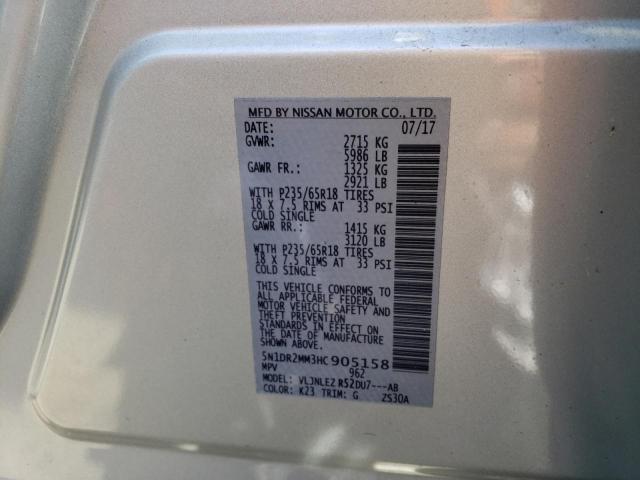 MFD BY NISSAN MOTOR CO., LTD.
DATE: 07/17
GVWR: 2715 KG
5986 LB
GAWR FR.: 1325 KG
2921 LB
WITH P235/65R18 TIRES
18 X 7.5 RIMS AT 33 PSI
COLD SINGLE
GAWR RR.: 1415 KG
3120 LB
WITH P235/65R18 TIRES
18 X 7.5 RIMS AT 33 PSI
COLD SINGLE
THIS VEHICLE CONFORMS TO
ALL APPLICABLE FEDERAL
MOTOR VEHICLE SAFETY AND
THEFT PREVENTION
STANDARDS IN EFFECT ON
THE DATE OF MANUFACTURE
SHOWN ABOVE.
5N1DR2MM3HC905158
MPV 962
MODEL: VLJNLEZ R52DU7---AB
COLOR: K23 TRIM: G ZS30A